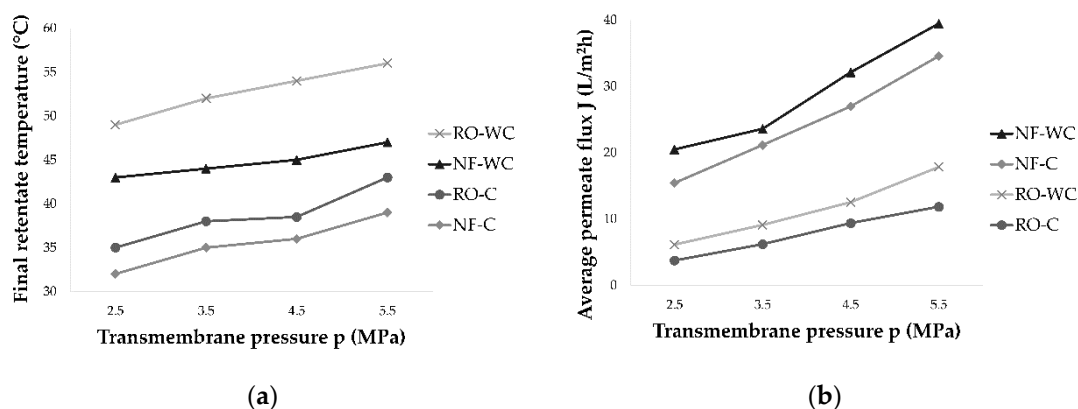 Final retentate temperature (°C)
60
55
50
45
40
35
30
2.5
3.5
4.5
5.5
Transmembrane pressure p (MPa)
RO-WC
NF-WC
RO-C
NF-C
(a)
Average permeate flux J (L/m²h)
40
30
20
10
0
2.5
3.5
4.5
5.5
Transmembrane pressure p (MPa)
NF-WC
NF-C
RO-WC
RO-C
(b)